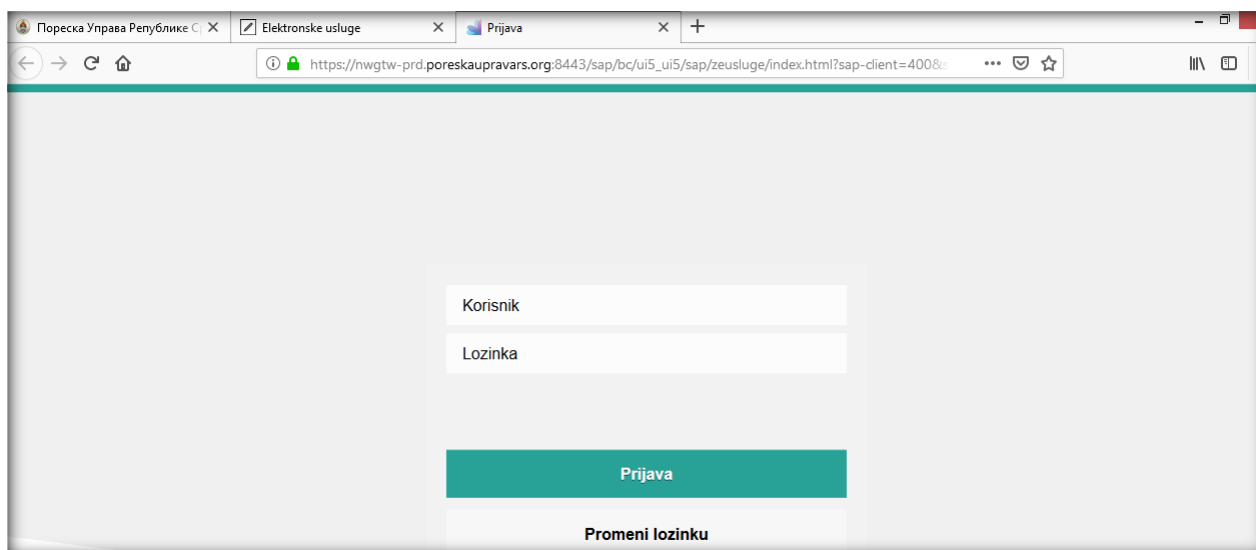 Пореска Управа Републике С
Elektronske usluge
Prijava
https://nwgtw-prd.poreskaupravars.org:8443/sap/bc/ui5_ui5/sap/zeusluge/index.html?sap-client=400&s
Korisnik
Lozinka
Prijava
Promeni lozinku